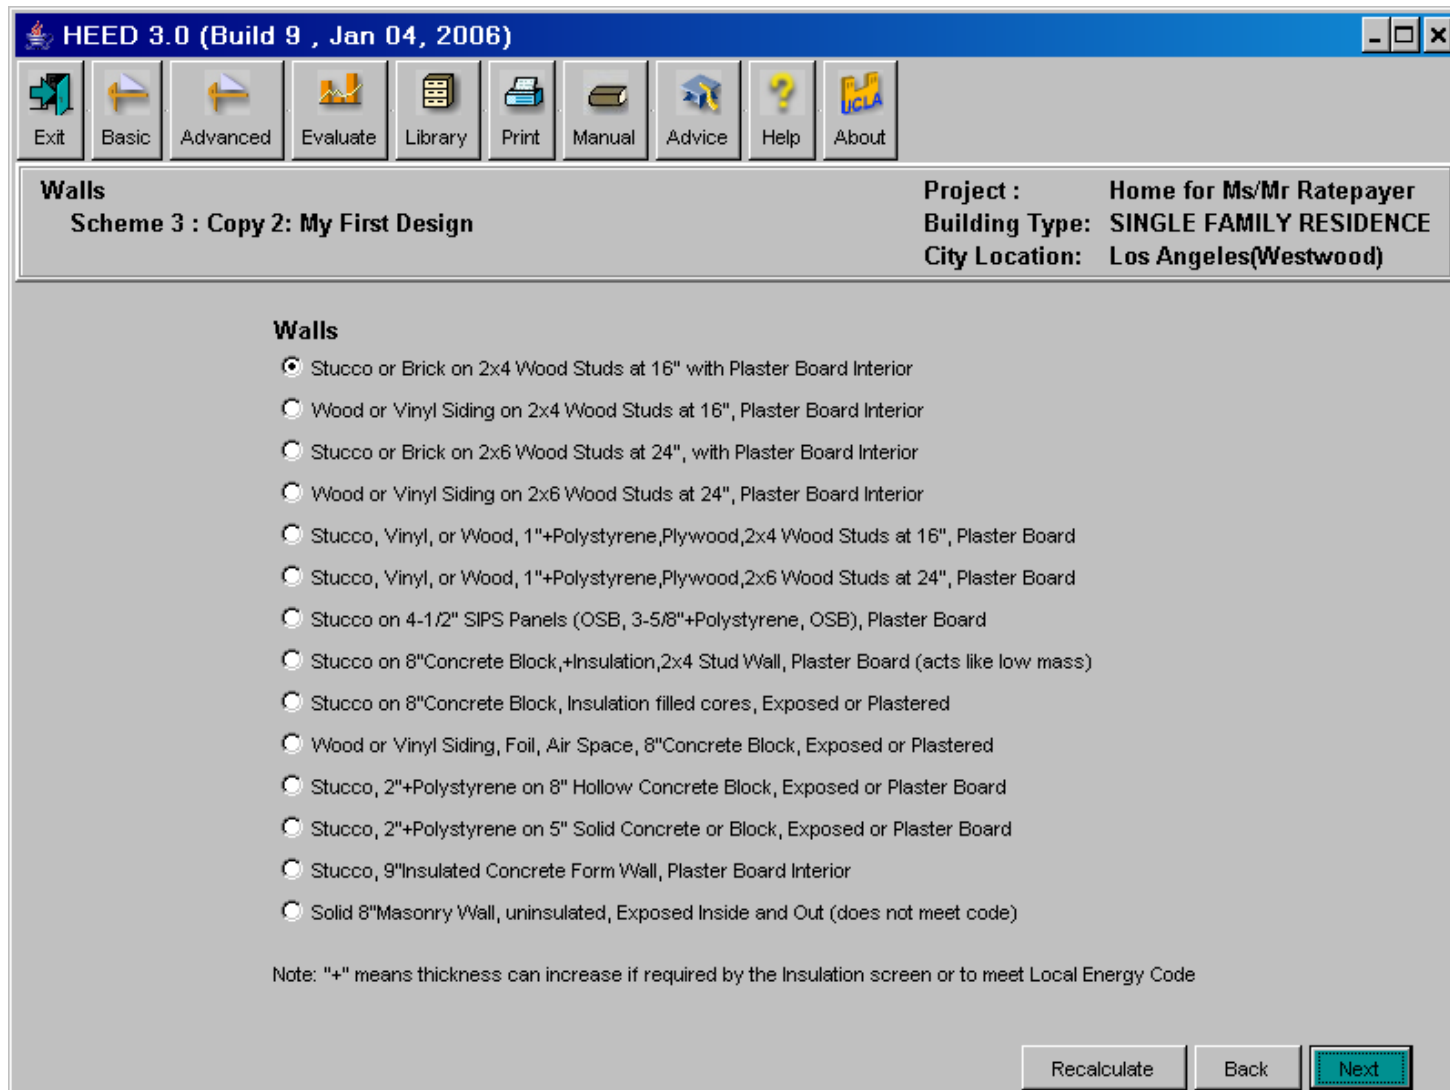 HEED 3.0 (Build 9 , Jan 04, 2006)
Exit Basic Advanced Evaluate Library Print Manual Advice Help UCLA About
Walls
Scheme 3 : Copy 2: My First Design
Project : Home for Ms/Mr Ratepayer
Building Type: SINGLE FAMILY RESIDENCE
City Location: Los Angeles(Westwood)
Walls
Stucco or Brick on 2x4 Wood Studs at 16" with Plaster Board Interior
Wood or Vinyl Siding on 2x4 Wood Studs at 16", Plaster Board Interior
Stucco or Brick on 2x6 Wood Studs at 24", with Plaster Board Interior
Wood or Vinyl Siding on 2x6 Wood Studs at 24", Plaster Board Interior
Stucco, Vinyl, or Wood, 1"+Polystyrene,Plywood,2x4 Wood Studs at 16", Plaster Board
Stucco, Vinyl, or Wood, 1"+Polystyrene,Plywood,2x6 Wood Studs at 24", Plaster Board
Stucco on 4-1/2" SIPS Panels (OSB, 3-5/8"+Polystyrene, OSB), Plaster Board
Stucco on 8"Concrete Block,+Insulation,2x4 Stud Wall, Plaster Board (acts like low mass)
Stucco on 8"Concrete Block, Insulation filled cores, Exposed or Plastered
Wood or Vinyl Siding, Foil, Air Space, 8"Concrete Block, Exposed or Plastered
Stucco, 2"+Polystyrene on 8" Hollow Concrete Block, Exposed or Plaster Board
Stucco, 2"+Polystyrene on 5" Solid Concrete or Block, Exposed or Plaster Board
Stucco, 9"Insulated Concrete Form Wall, Plaster Board Interior
Solid 8"Masonry Wall, uninsulated, Exposed Inside and Out (does not meet code)
Note: "+" means thickness can increase if required by the Insulation screen or to meet Local Energy Code
Recalculate Back Next